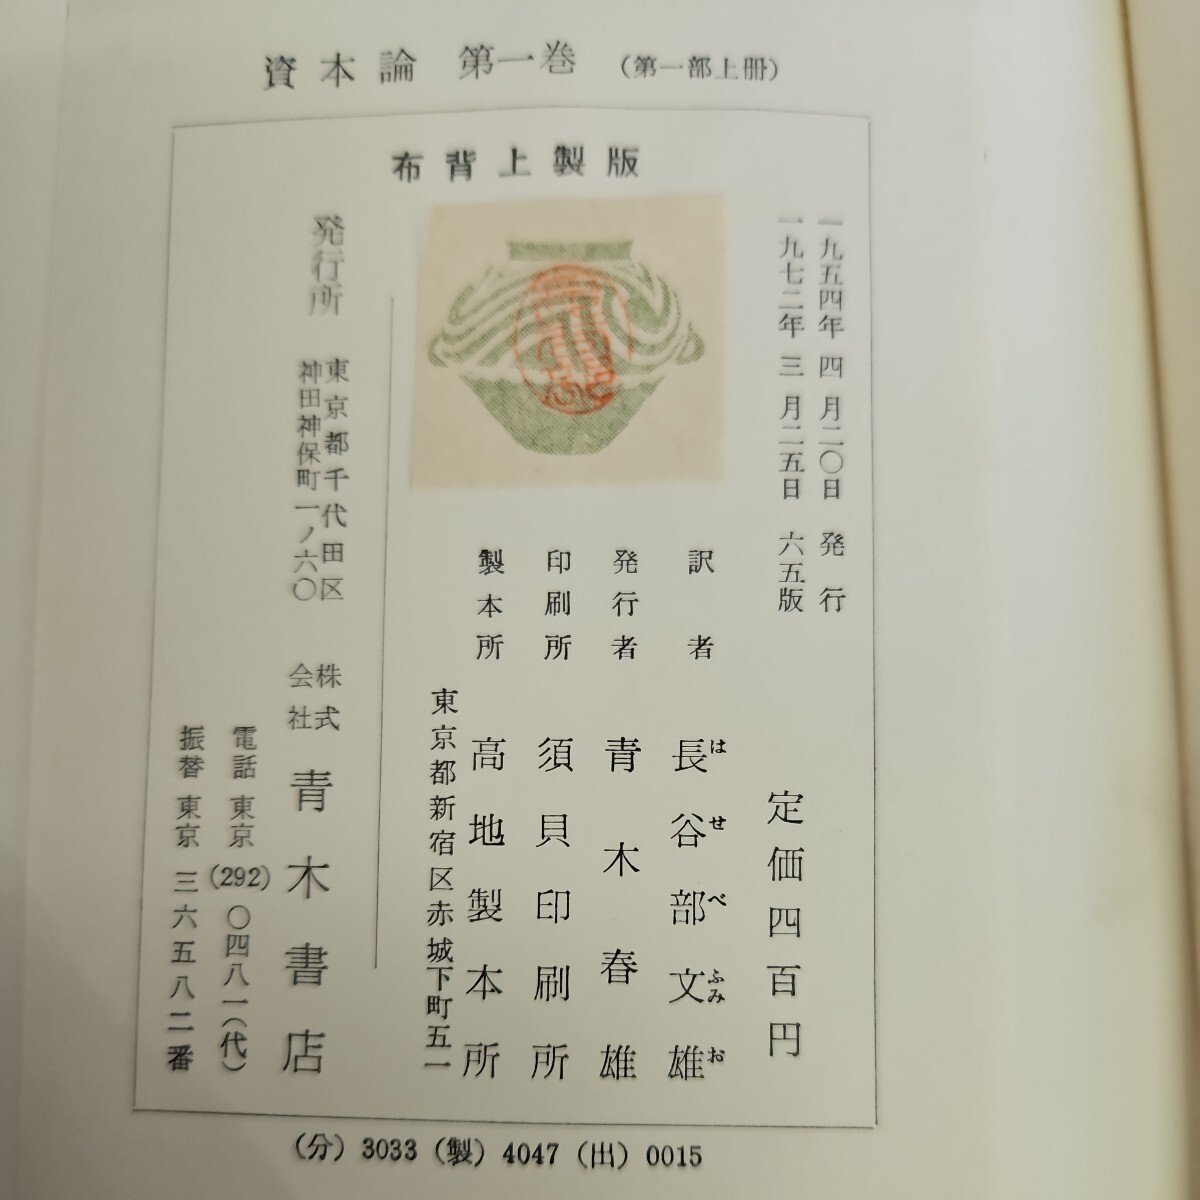 資本論 第一巻 (第一部上册)
布背上製版
一九五四年 四 月二〇日 発 行
一九七二年 三 月二五日 六五版
定価四百円
訳 者 長谷部文雄
はせべふみお
発行者 青木春雄
印刷所 須貝印刷所
製本所 高地製本所
東京都新宿区赤城下町五一
発行所
東京都千代田区
神田神保町一ノ六〇
株式
会社
青木書店
電話 東京 (292) 〇四八一(代)
振替 東京 三六五八二番
(分) 3033 (製) 4047 (出) 0015